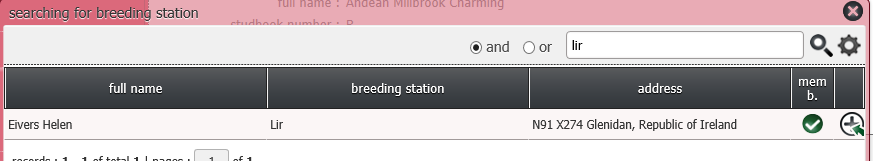 full name : Andean Millbrook Charming
searching for breeding station
studbook number : B
and or lir
full name breeding station address mem b.
Eivers Helen Lir N91 X274 Glenidan, Republic of Ireland
records : 1 - 1 of total 1 | pages : 1 of 1